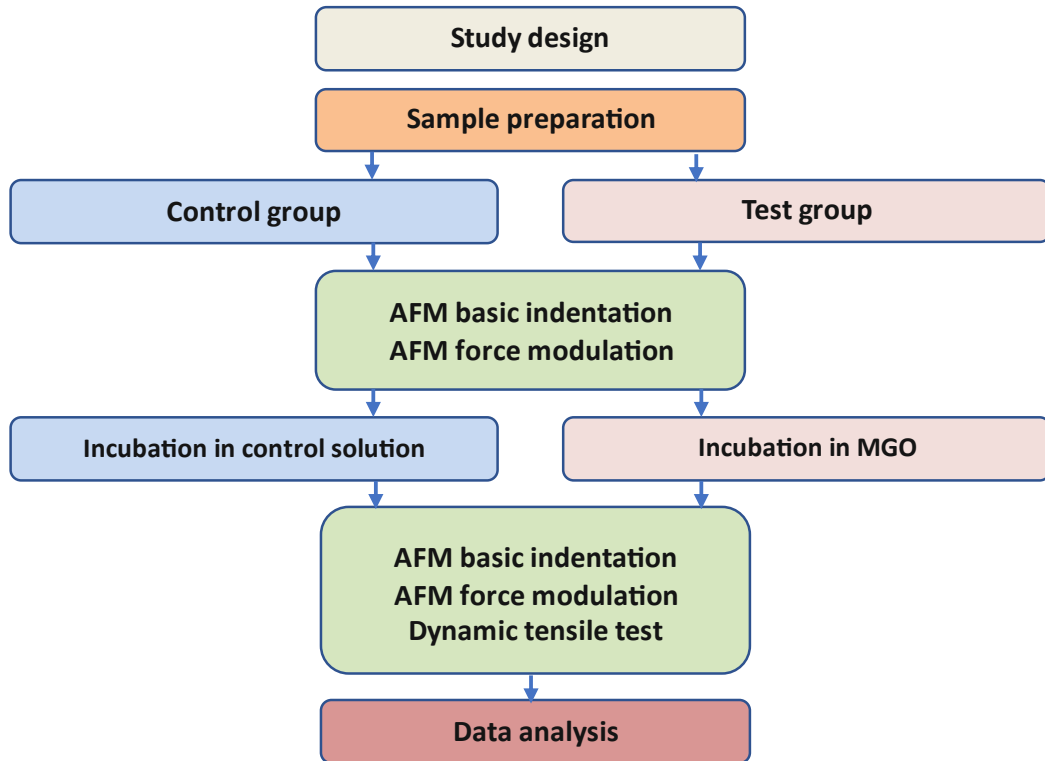 Study design
Sample preparation
Control group
Test group
AFM basic indentation
AFM force modulation
Incubation in control solution
Incubation in MGO
AFM basic indentation
AFM force modulation
Dynamic tensile test
Data analysis